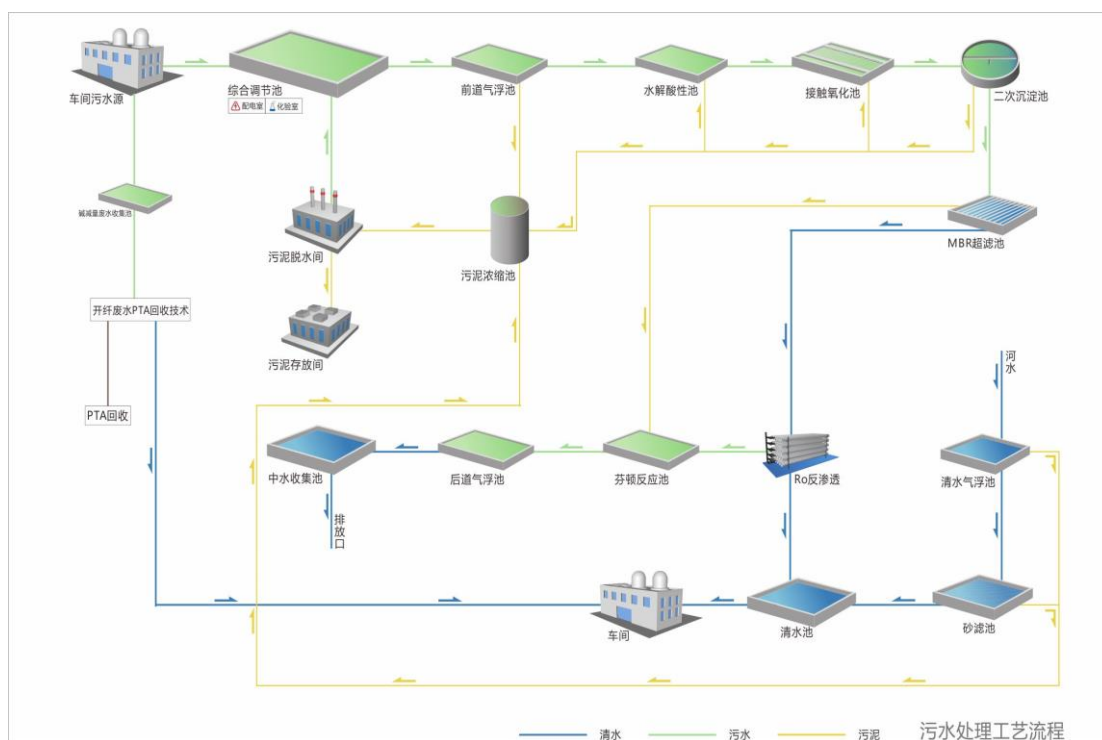 车间污水源
综合调节池
配电室
化验室
前道气浮池
水解酸性池
接触氧化池
二次沉淀池
碱减量废水收集池
污泥脱水间
污泥浓缩池
MBR超滤池
开纤废水PTA回收技术
污泥存放间
河水
PTA回收
中水收集池
后道气浮池
芬顿反应池
Ro反渗透
清水气浮池
排放口
车间
清水池
砂滤池
清水
污水
污泥
污水处理工艺流程